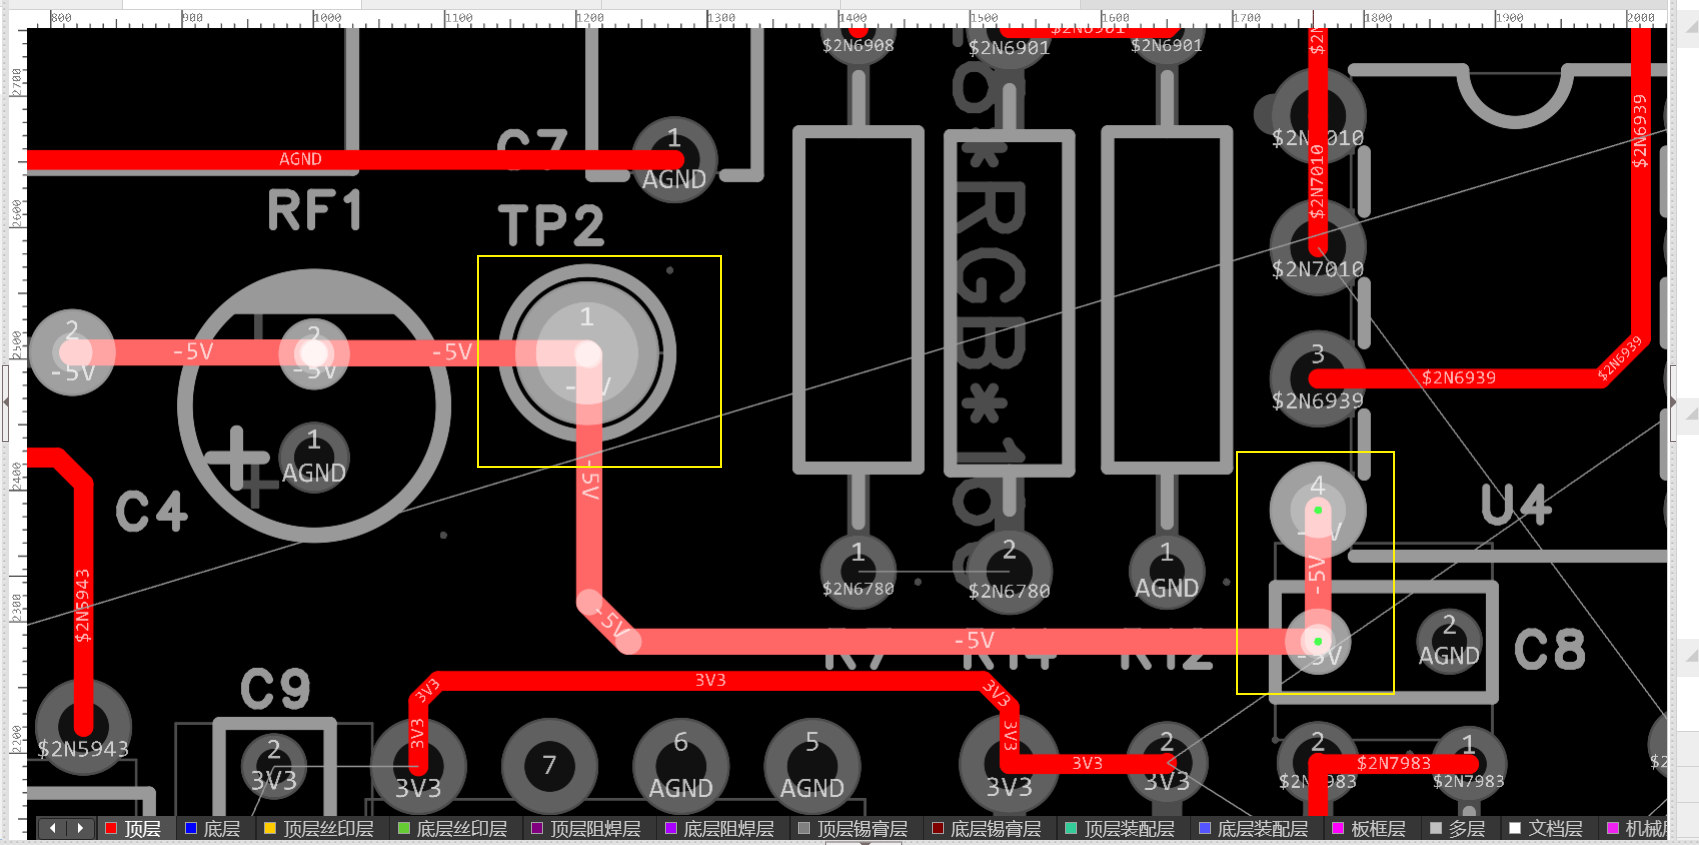 800 900 1000 1100 1200 1300 1400 1500 1600 1700 1800 1900 2000
2700
2600
2500
2400
2300
2200
$2N6908
$2N6901
$2N6901
$2N6901
AGND
C7
1
AGND
RF1
TP2
$2N7010
$2N7010
$2N7010
$2N6939
2
-5V
-5V
2
-5V
-5V
1
-5V
*RGB*
3
$2N6939
$2N6939
$2N6939
1
AGND
C4
-5V
4
-5V
U4
$2N5943
1
$2N6780
2
$2N6780
1
AGND
-5V
-5V
-5V
-5V
2
AGND
C8
R7
R14
R12
C9
3V3
3V3
3V3
3V3
3V3
$2N5943
2
3V3
3V3
7
6
AGND
5
AGND
3V3
3V3
2
3V3
2
$2N7983
1
$2N7983
顶层 底层 顶层丝印层 底层丝印层 顶层阻焊层 底层阻焊层 顶层锡膏层 底层锡膏层 顶层装配层 底层装配层 板框层 多层 文档层